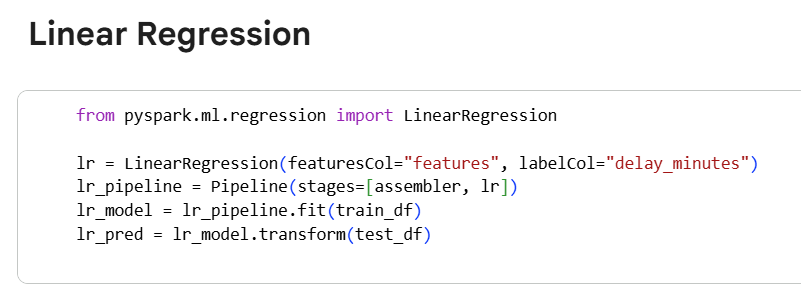 Linear Regression
from pyspark.ml.regression import LinearRegression
lr = LinearRegression(featuresCol="features", labelCol="delay_minutes")
lr_pipeline = Pipeline(stages=[assembler, lr])
lr_model = lr_pipeline.fit(train_df)
lr_pred = lr_model.transform(test_df)